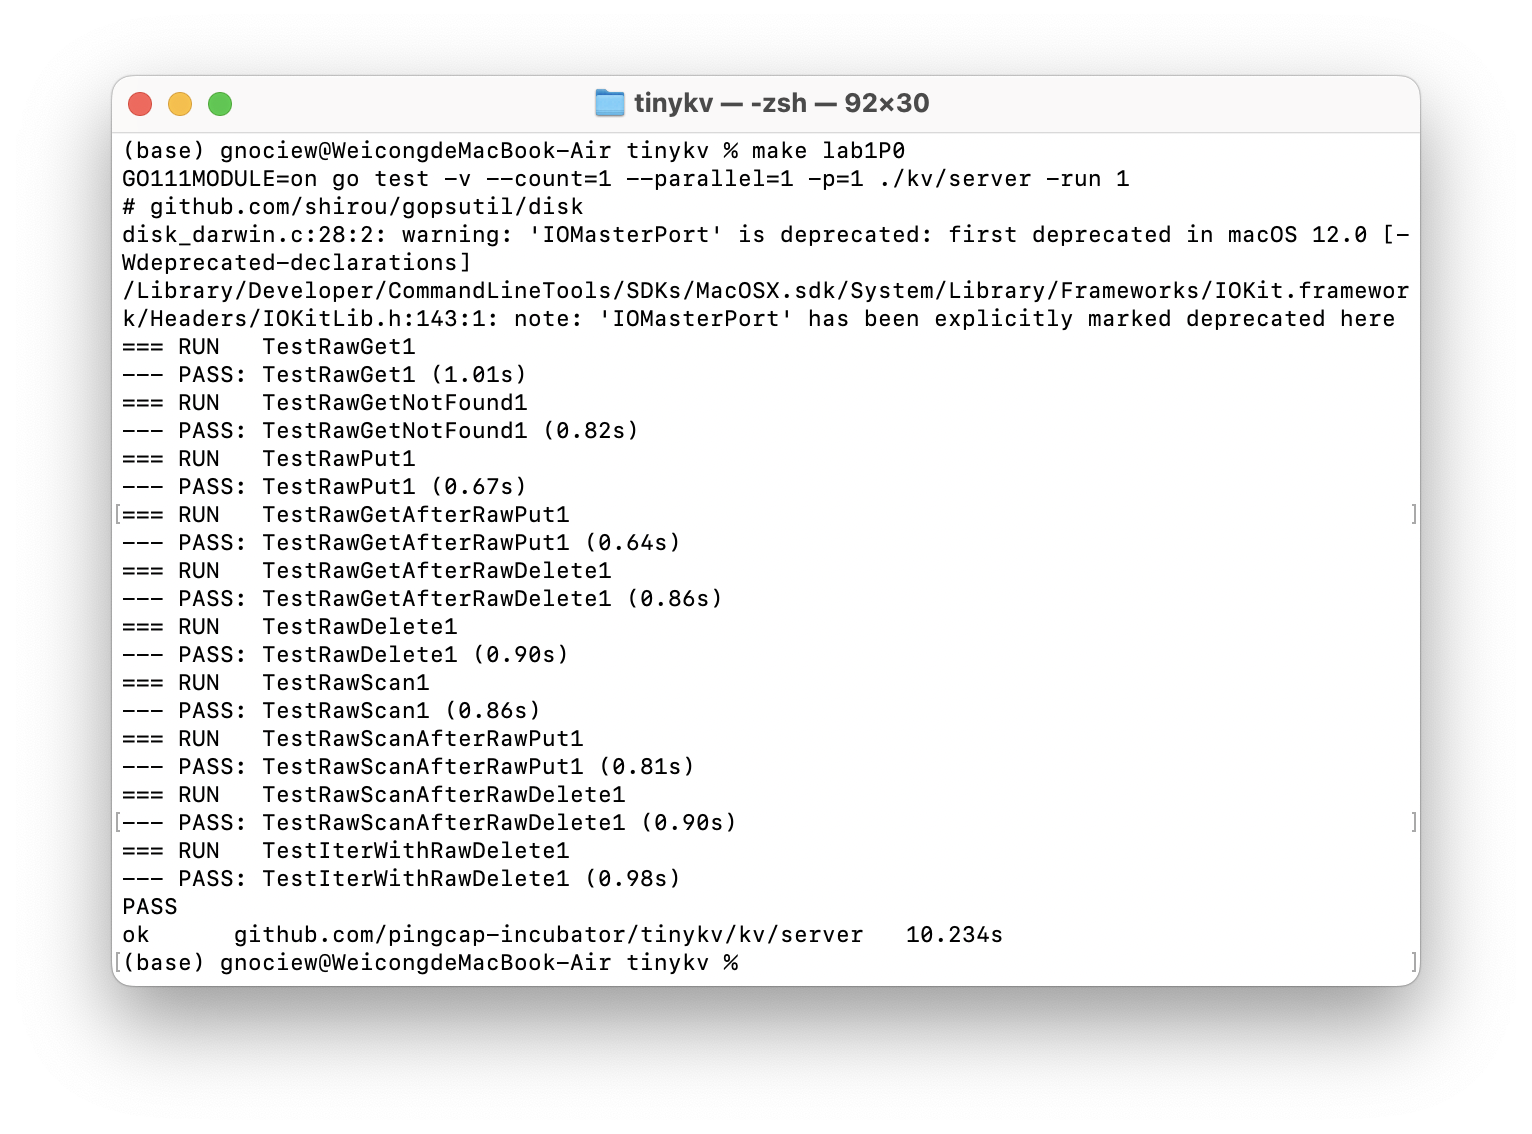 tinykv — -zsh — 92×30
(base) gnociew@WeicongdeMacBook-Air tinykv % make lab1P0
GO111MODULE=on go test -v --count=1 --parallel=1 -p=1 ./kv/server -run 1
# github.com/shirou/gopsutil/disk
disk_darwin.c:28:2: warning: 'IOMasterPort' is deprecated: first deprecated in macOS 12.0 [-
Wdeprecated-declarations]
/Library/Developer/CommandLineTools/SDKs/MacOSX.sdk/System/Library/Frameworks/IOKit.framewor
k/Headers/IOKitLib.h:143:1: note: 'IOMasterPort' has been explicitly marked deprecated here
=== RUN   TestRawGet1
--- PASS: TestRawGet1 (1.01s)
=== RUN   TestRawGetNotFound1
--- PASS: TestRawGetNotFound1 (0.82s)
=== RUN   TestRawPut1
--- PASS: TestRawPut1 (0.67s)
[=== RUN   TestRawGetAfterRawPut1 ]
--- PASS: TestRawGetAfterRawPut1 (0.64s)
=== RUN   TestRawGetAfterRawDelete1
--- PASS: TestRawGetAfterRawDelete1 (0.86s)
=== RUN   TestRawDelete1
--- PASS: TestRawDelete1 (0.90s)
=== RUN   TestRawScan1
--- PASS: TestRawScan1 (0.86s)
=== RUN   TestRawScanAfterRawPut1
--- PASS: TestRawScanAfterRawPut1 (0.81s)
=== RUN   TestRawScanAfterRawDelete1
[--- PASS: TestRawScanAfterRawDelete1 (0.90s) ]
=== RUN   TestIterWithRawDelete1
--- PASS: TestIterWithRawDelete1 (0.98s)
PASS
ok      github.com/pingcap-incubator/tinykv/kv/server   10.234s
[(base) gnociew@WeicongdeMacBook-Air tinykv % ]